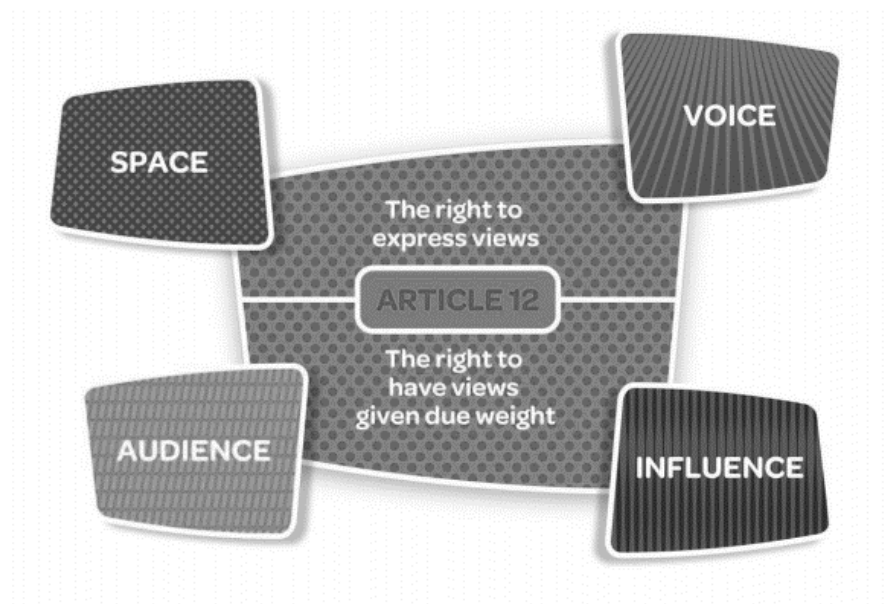 SPACE
VOICE
The right to
express views
ARTICLE 12
The right to
have views
given due weight
AUDIENCE
INFLUENCE